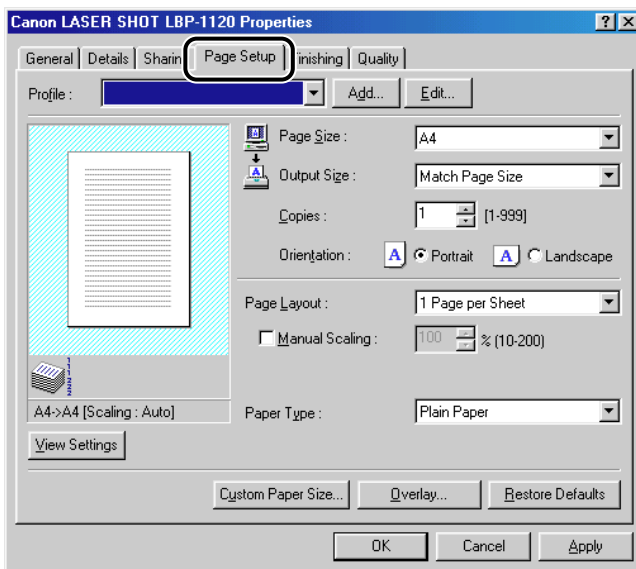 Canon LASER SHOT LBP-1120 Properties
General Details Sharin Page Setup inishing Quality
Profile : Add... Edit...
Page Size : A4
Output Size : Match Page Size
Copies : 1 [1-999]
Orientation : A Portrait A Landscape
Page Layout : 1 Page per Sheet
Manual Scaling : 100 % (10-200)
A4->A4 [Scaling : Auto]
Paper Type : Plain Paper
View Settings
Custom Paper Size... Overlay... Restore Defaults
OK Cancel Apply